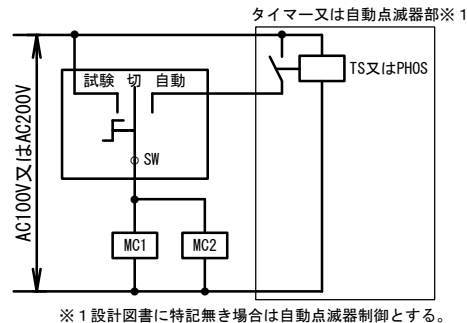 タイマー又は自動点滅器部※１
試験 切 自動
TS又はPHOS
AC100V又はAC200V
SW
MC1
MC2
※１設計図書に特記無き場合は自動点滅器制御とする。